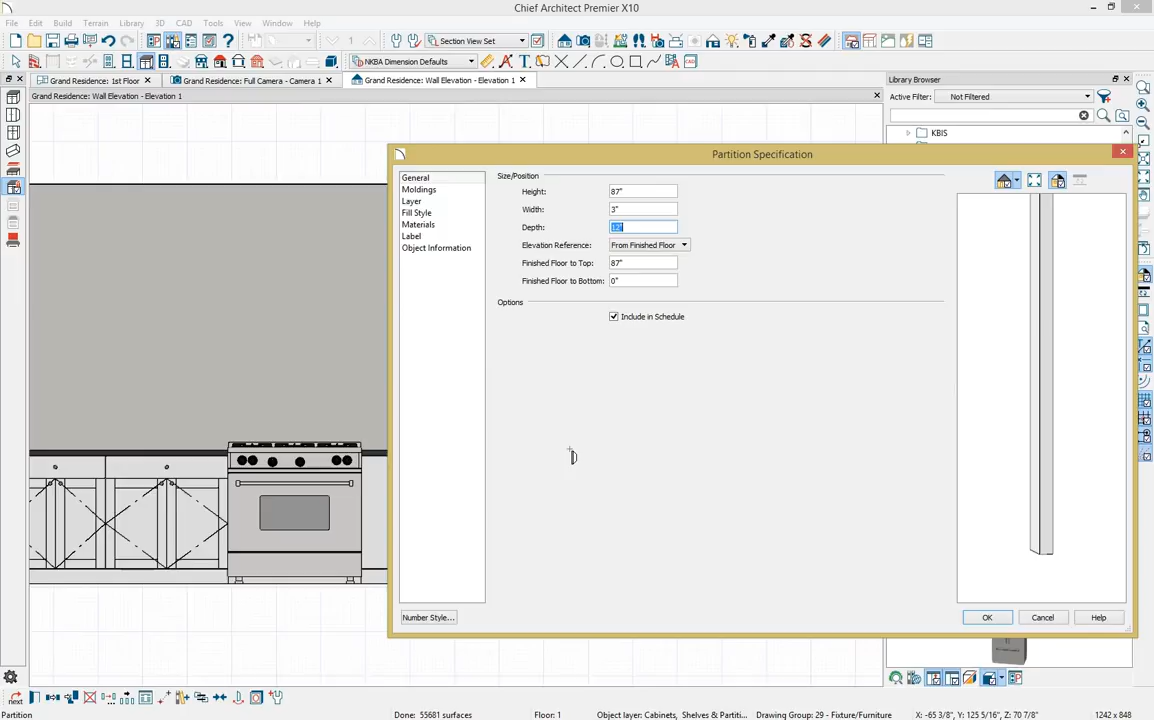 Chief Architect Premier X10
File Edit Build Terrain Library 3D CAD Tools View Window Help
1 Section View Set
NKBA Dimension Defaults
Grand Residence: 1st Floor Grand Residence: Full Camera - Camera 1 Grand Residence: Wall Elevation - Elevation 1
Grand Residence: Wall Elevation - Elevation 1
Library Browser
Active Filter: Not Filtered
KBIS
Partition Specification
General
Moldings
Layer
Fill Style
Materials
Label
Object Information
Size/Position
Height: 87"
Width: 3"
Depth: 12"
Elevation Reference: From Finished Floor
Finished Floor to Top: 87"
Finished Floor to Bottom: 0"
Options
Include in Schedule
Number Style...
OK Cancel Help
next
Partition Done: 55681 surfaces Floor: 1 Object layer: Cabinets, Shelves & Partiti... Drawing Group: 29 - Fixture/Furniture X: -65 3/8", Y: 125 5/16", Z: 70 7/8" 1242 x 848